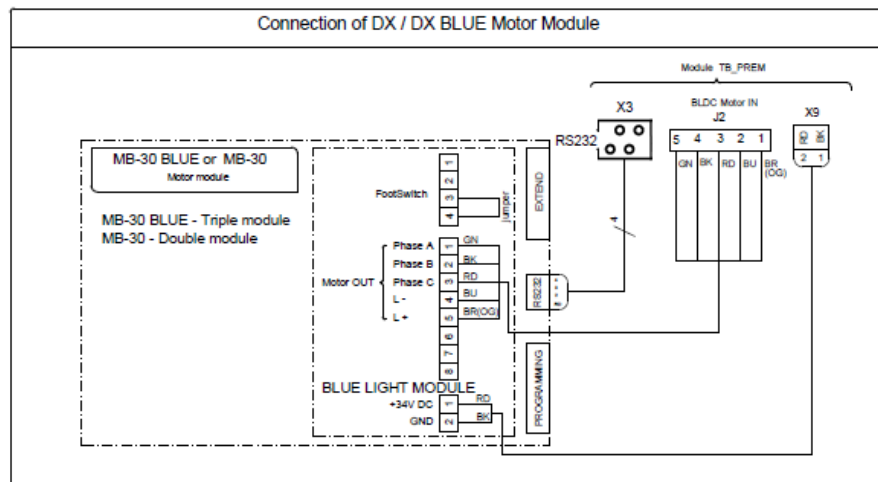 Connection of DX / DX BLUE Motor Module
Module TB_PREM
X3
BLDC Motor IN
J2
X9
RS232
5 4 3 2 1
RD BK
2 1
GN BK RD BU BR (OG)
MB-30 BLUE or MB-30
Motor module
MB-30 BLUE - Triple module
MB-30 - Double module
FootSwitch
1
2
3
4
jumper
EXTEND
4
Motor OUT
Phase A 1 GN
Phase B 2 BK
Phase C 3 RD
L - 4 BU
L + 5 BR(OG)
6
7
8
RS232
PROGRAMMING
BLUE LIGHT MODULE
+34V DC 1 RD
GND 2 BK